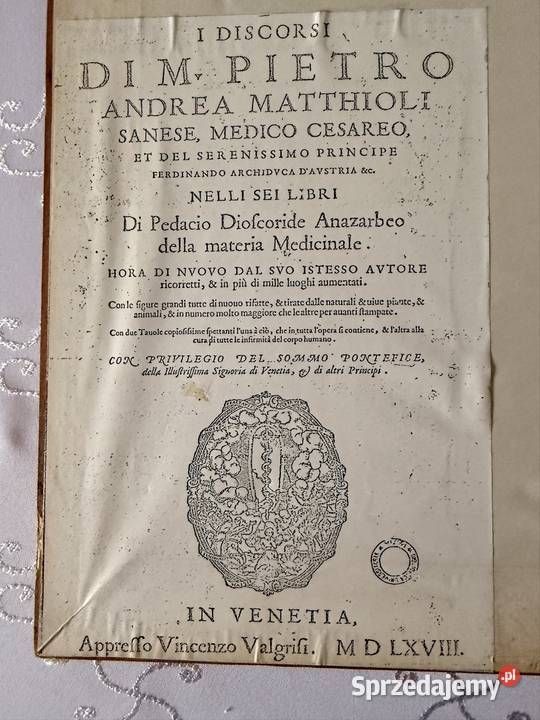 I DISCORSI
DI M. PIETRO
ANDREA MATTHIOLI
SANESE, MEDICO CESAREO,
ET DEL SERENISSIMO PRINCIPE
FERDINANDO ARCHIDVCA D'AVSTRIA &c.
NELLI SEI LIBRI
Di Pedacio Dioſcoride Anazarbeo
della materia Medicinale.
HORA DI NVOVO DAL SVO ISTESSO AVTORE
ricorretti, & in più di mille luoghi aumentati.
Con le figure grandi tutte di nuouo rifatte, & tirate dalle naturali & uiue piante, &
animali, & in numero molto maggiore che le altre per auanti ſtampate.
Con due Tauole copioſiſſime ſpettanti l'una à ciò, che in tutta l'opera ſi contiene, & l'altra alla
cura di tutte le infirmità del corpo humano.
CON PRIVILEGIO DEL SOMMO PONTEFICE,
della Illuſtriſſima Signoria di Venetia, & di altri Principi.
IN VENETIA,
Appreſſo Vincenzo Valgriſi. M D LXVIII.
Sprzedajemy.pl